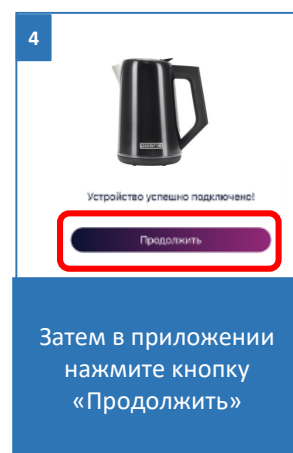 4
Устройство успешно подключено!
Продолжить
Затем в приложении
нажмите кнопку
«Продолжить»